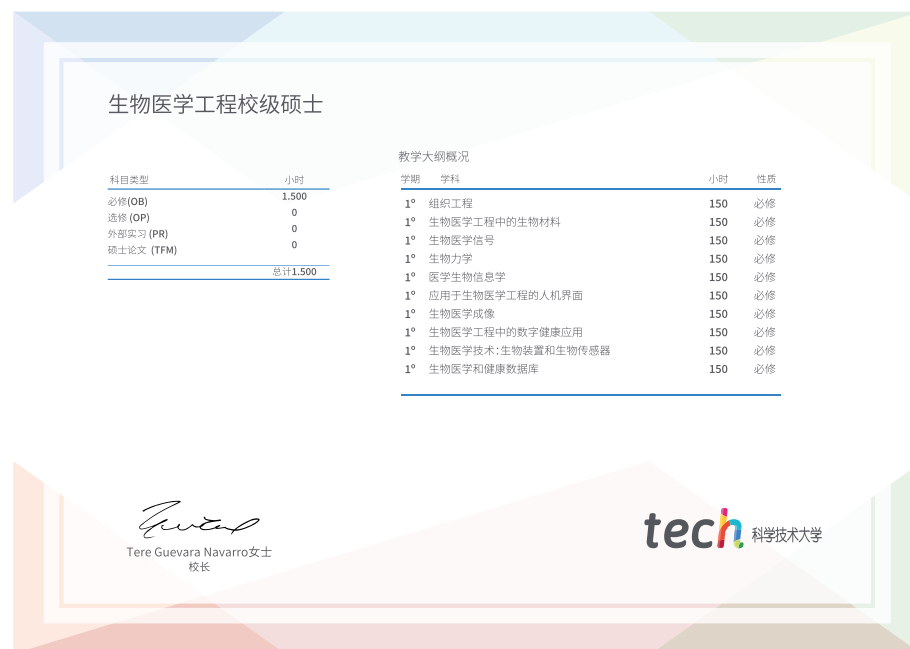 生物医学工程校级硕士
科目类型 小时
必修(OB) 1.500
选修 (OP) 0
外部实习 (PR) 0
硕士论文 (TFM) 0
总计1.500
教学大纲概况
学期 学科 小时 性质
1º 组织工程 150 必修
1º 生物医学工程中的生物材料 150 必修
1º 生物医学信号 150 必修
1º 生物力学 150 必修
1º 医学生物信息学 150 必修
1º 应用于生物医学工程的人机界面 150 必修
1º 生物医学成像 150 必修
1º 生物医学工程中的数字健康应用 150 必修
1º 生物医学技术:生物装置和生物传感器 150 必修
1º 生物医学和健康数据库 150 必修
Tere Guevara Navarro女士
校长
tech 科学技术大学